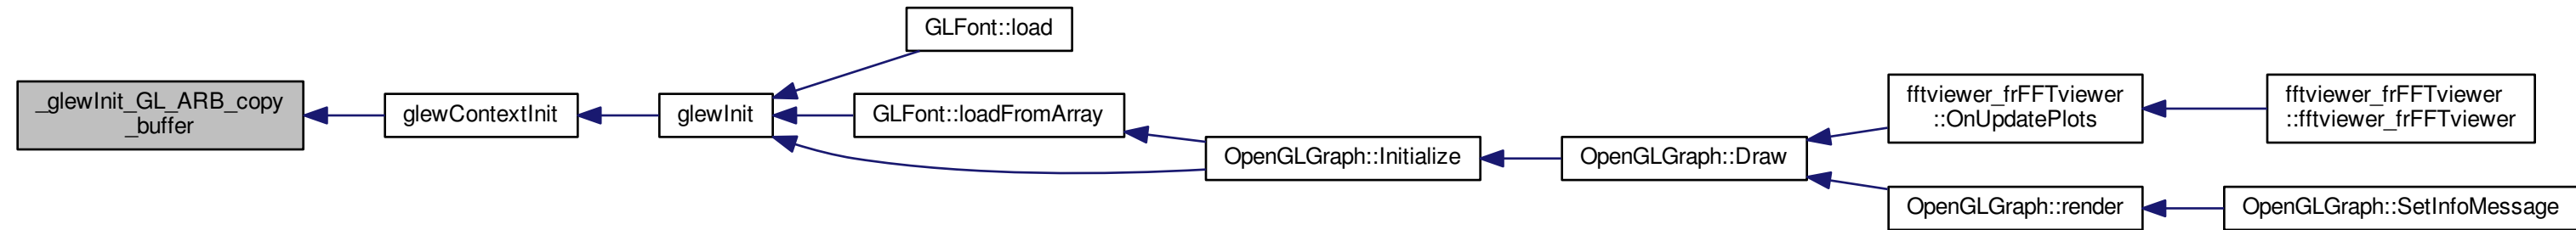 _glewInit_GL_ARB_copy
_buffer
glewContextInit
glewInit
GLFont::load
GLFont::loadFromArray
OpenGLGraph::Initialize
OpenGLGraph::Draw
fftviewer_frFFTviewer
::OnUpdatePlots
fftviewer_frFFTviewer
::fftviewer_frFFTviewer
OpenGLGraph::render
OpenGLGraph::SetInfoMessage